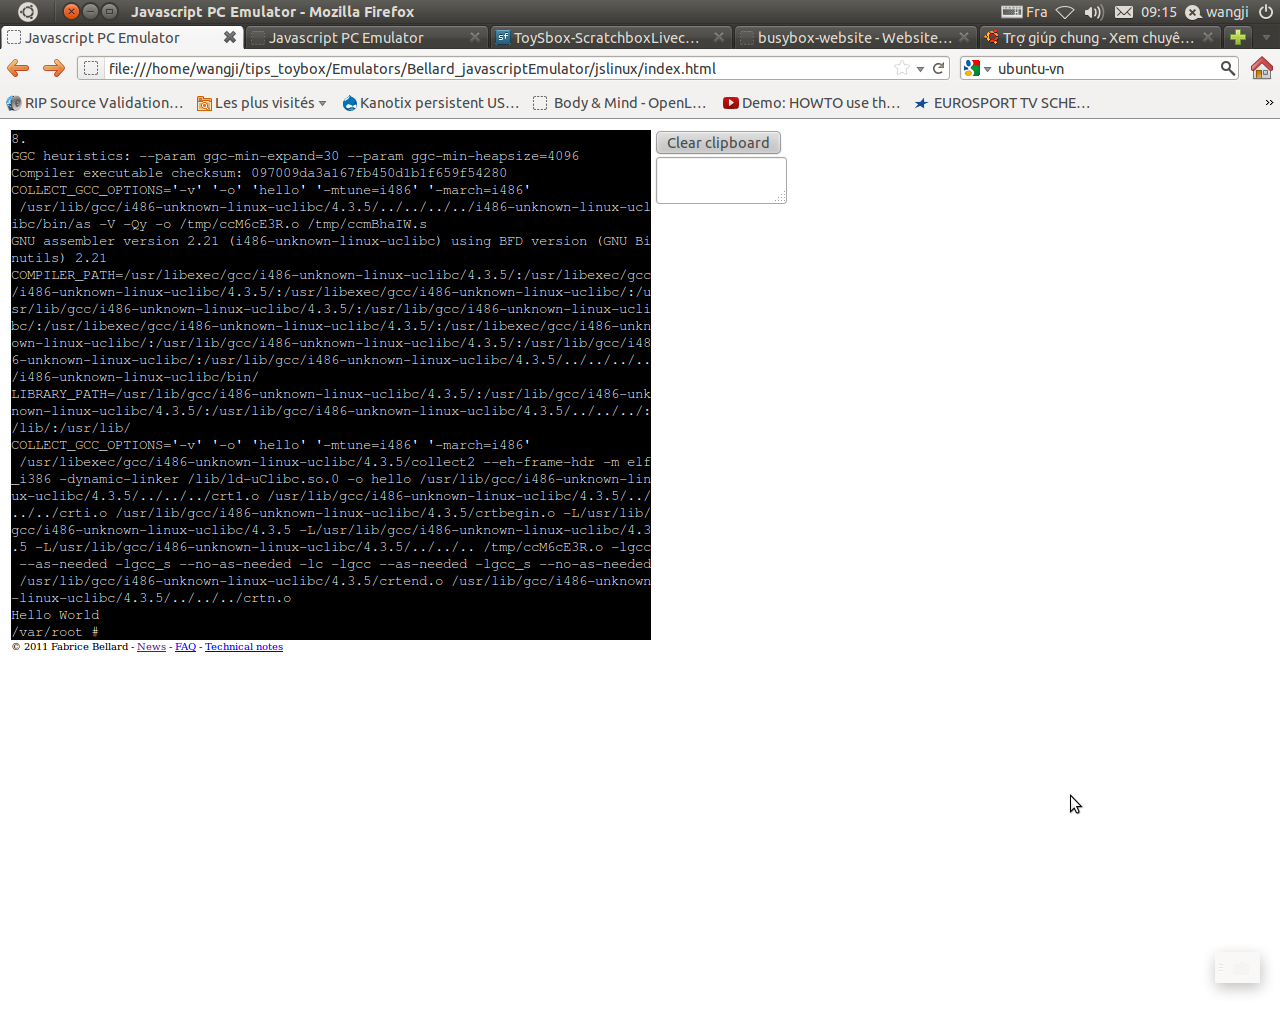 Javascript PC Emulator - Mozilla Firefox
Fra 09:15 wangji
Javascript PC Emulator
Javascript PC Emulator
ToySbox-ScratchboxLivec...
busybox-website - Website...
Trợ giúp chung - Xem chuyê...
file:///home/wangji/tips_toybox/Emulators/Bellard_javascriptEmulator/jslinux/index.html
ubuntu-vn
RIP Source Validation...
Les plus visités
Kanotix persistent US...
Body & Mind - OpenL...
Demo: HOWTO use th...
EUROSPORT TV SCHE...
»
8.
GGC heuristics: --param ggc-min-expand=30 --param ggc-min-heapsize=4096
Compiler executable checksum: 097009da3a167fb450d1b1f659f54280
COLLECT_GCC_OPTIONS='-v' '-o' 'hello' '-mtune=i486' '-march=i486'
 /usr/lib/gcc/i486-unknown-linux-uclibc/4.3.5/../../../../i486-unknown-linux-ucl
ibc/bin/as -V -Qy -o /tmp/ccM6cE3R.o /tmp/ccmBhaIW.s
GNU assembler version 2.21 (i486-unknown-linux-uclibc) using BFD version (GNU Bi
nutils) 2.21
COMPILER_PATH=/usr/libexec/gcc/i486-unknown-linux-uclibc/4.3.5/:/usr/libexec/gcc
/i486-unknown-linux-uclibc/4.3.5/:/usr/libexec/gcc/i486-unknown-linux-uclibc/:/u
sr/lib/gcc/i486-unknown-linux-uclibc/4.3.5/:/usr/lib/gcc/i486-unknown-linux-ucli
bc/:/usr/libexec/gcc/i486-unknown-linux-uclibc/4.3.5/:/usr/libexec/gcc/i486-unkn
own-linux-uclibc/:/usr/lib/gcc/i486-unknown-linux-uclibc/4.3.5/:/usr/lib/gcc/i48
6-unknown-linux-uclibc/:/usr/lib/gcc/i486-unknown-linux-uclibc/4.3.5/../../../..
/i486-unknown-linux-uclibc/bin/
LIBRARY_PATH=/usr/lib/gcc/i486-unknown-linux-uclibc/4.3.5/:/usr/lib/gcc/i486-unk
nown-linux-uclibc/4.3.5/:/usr/lib/gcc/i486-unknown-linux-uclibc/4.3.5/../../../:
/lib/:/usr/lib/
COLLECT_GCC_OPTIONS='-v' '-o' 'hello' '-mtune=i486' '-march=i486'
 /usr/libexec/gcc/i486-unknown-linux-uclibc/4.3.5/collect2 --eh-frame-hdr -m elf
_i386 -dynamic-linker /lib/ld-uClibc.so.0 -o hello /usr/lib/gcc/i486-unknown-lin
ux-uclibc/4.3.5/../../../crt1.o /usr/lib/gcc/i486-unknown-linux-uclibc/4.3.5/../
../../crti.o /usr/lib/gcc/i486-unknown-linux-uclibc/4.3.5/crtbegin.o -L/usr/lib/
gcc/i486-unknown-linux-uclibc/4.3.5 -L/usr/lib/gcc/i486-unknown-linux-uclibc/4.3
.5 -L/usr/lib/gcc/i486-unknown-linux-uclibc/4.3.5/../../.. /tmp/ccM6cE3R.o -lgcc
 --as-needed -lgcc_s --no-as-needed -lc -lgcc --as-needed -lgcc_s --no-as-needed
 /usr/lib/gcc/i486-unknown-linux-uclibc/4.3.5/crtend.o /usr/lib/gcc/i486-unknown
-linux-uclibc/4.3.5/../../../crtn.o
Hello World
/var/root #
Clear clipboard
© 2011 Fabrice Bellard - News - FAQ - Technical notes